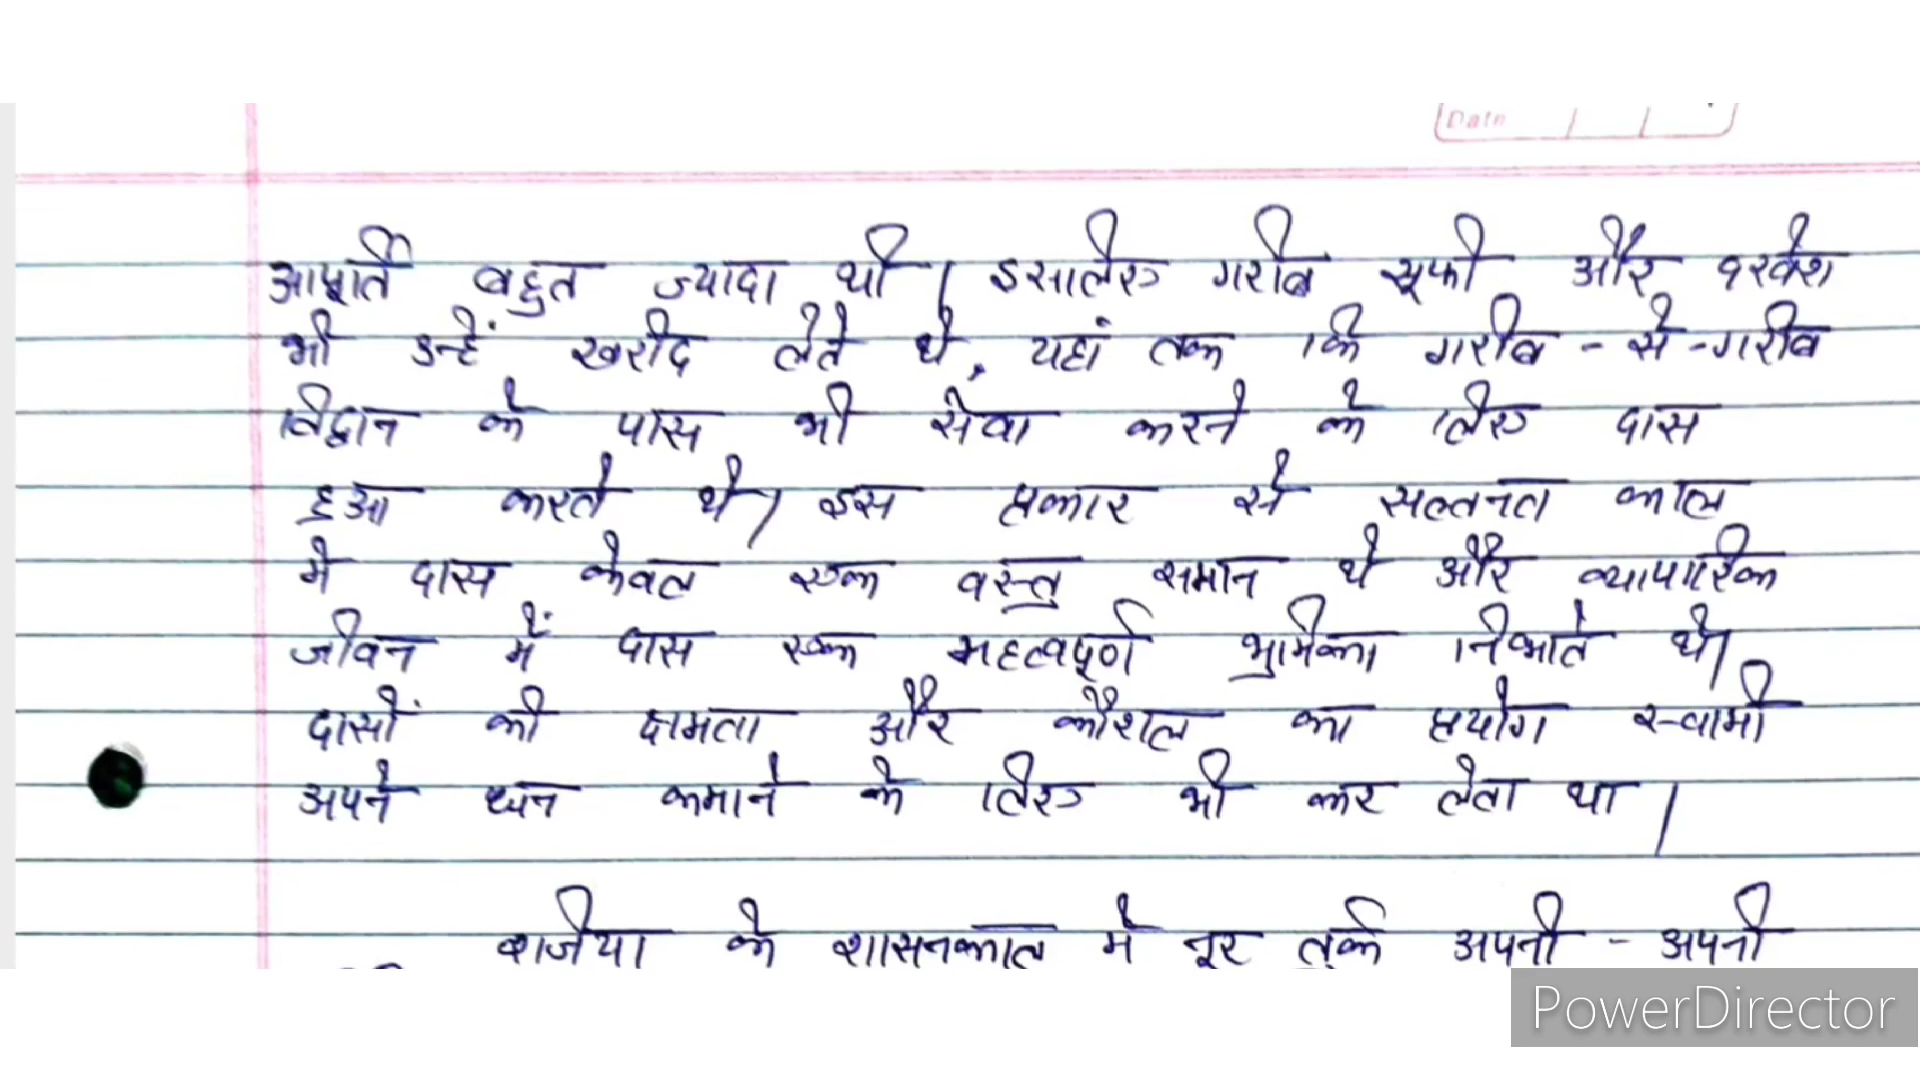 Date
आपूर्ति बहुत ज्यादा थी। इसलिए गरीब सूफी और दरवेश
भी उन्हें खरीद लेते थे, यहां तक कि गरीब-से-गरीब
विद्वान के पास भी सेवा करने के लिए दास
हुआ करते थे। इस प्रकार से सल्तनत काल
मे दास केवल एक वस्तु समान थे और व्यापारिक
जीवन में दास एक महत्वपूर्ण भुमिका निभाते थे।
दासों की क्षमता और कौशल का प्रयोग स्वामी
अपने धन कमाने के लिए भी कर लेता था।
के शासनकाल मे नूर तुर्क अपनी - अपनी
PowerDirector